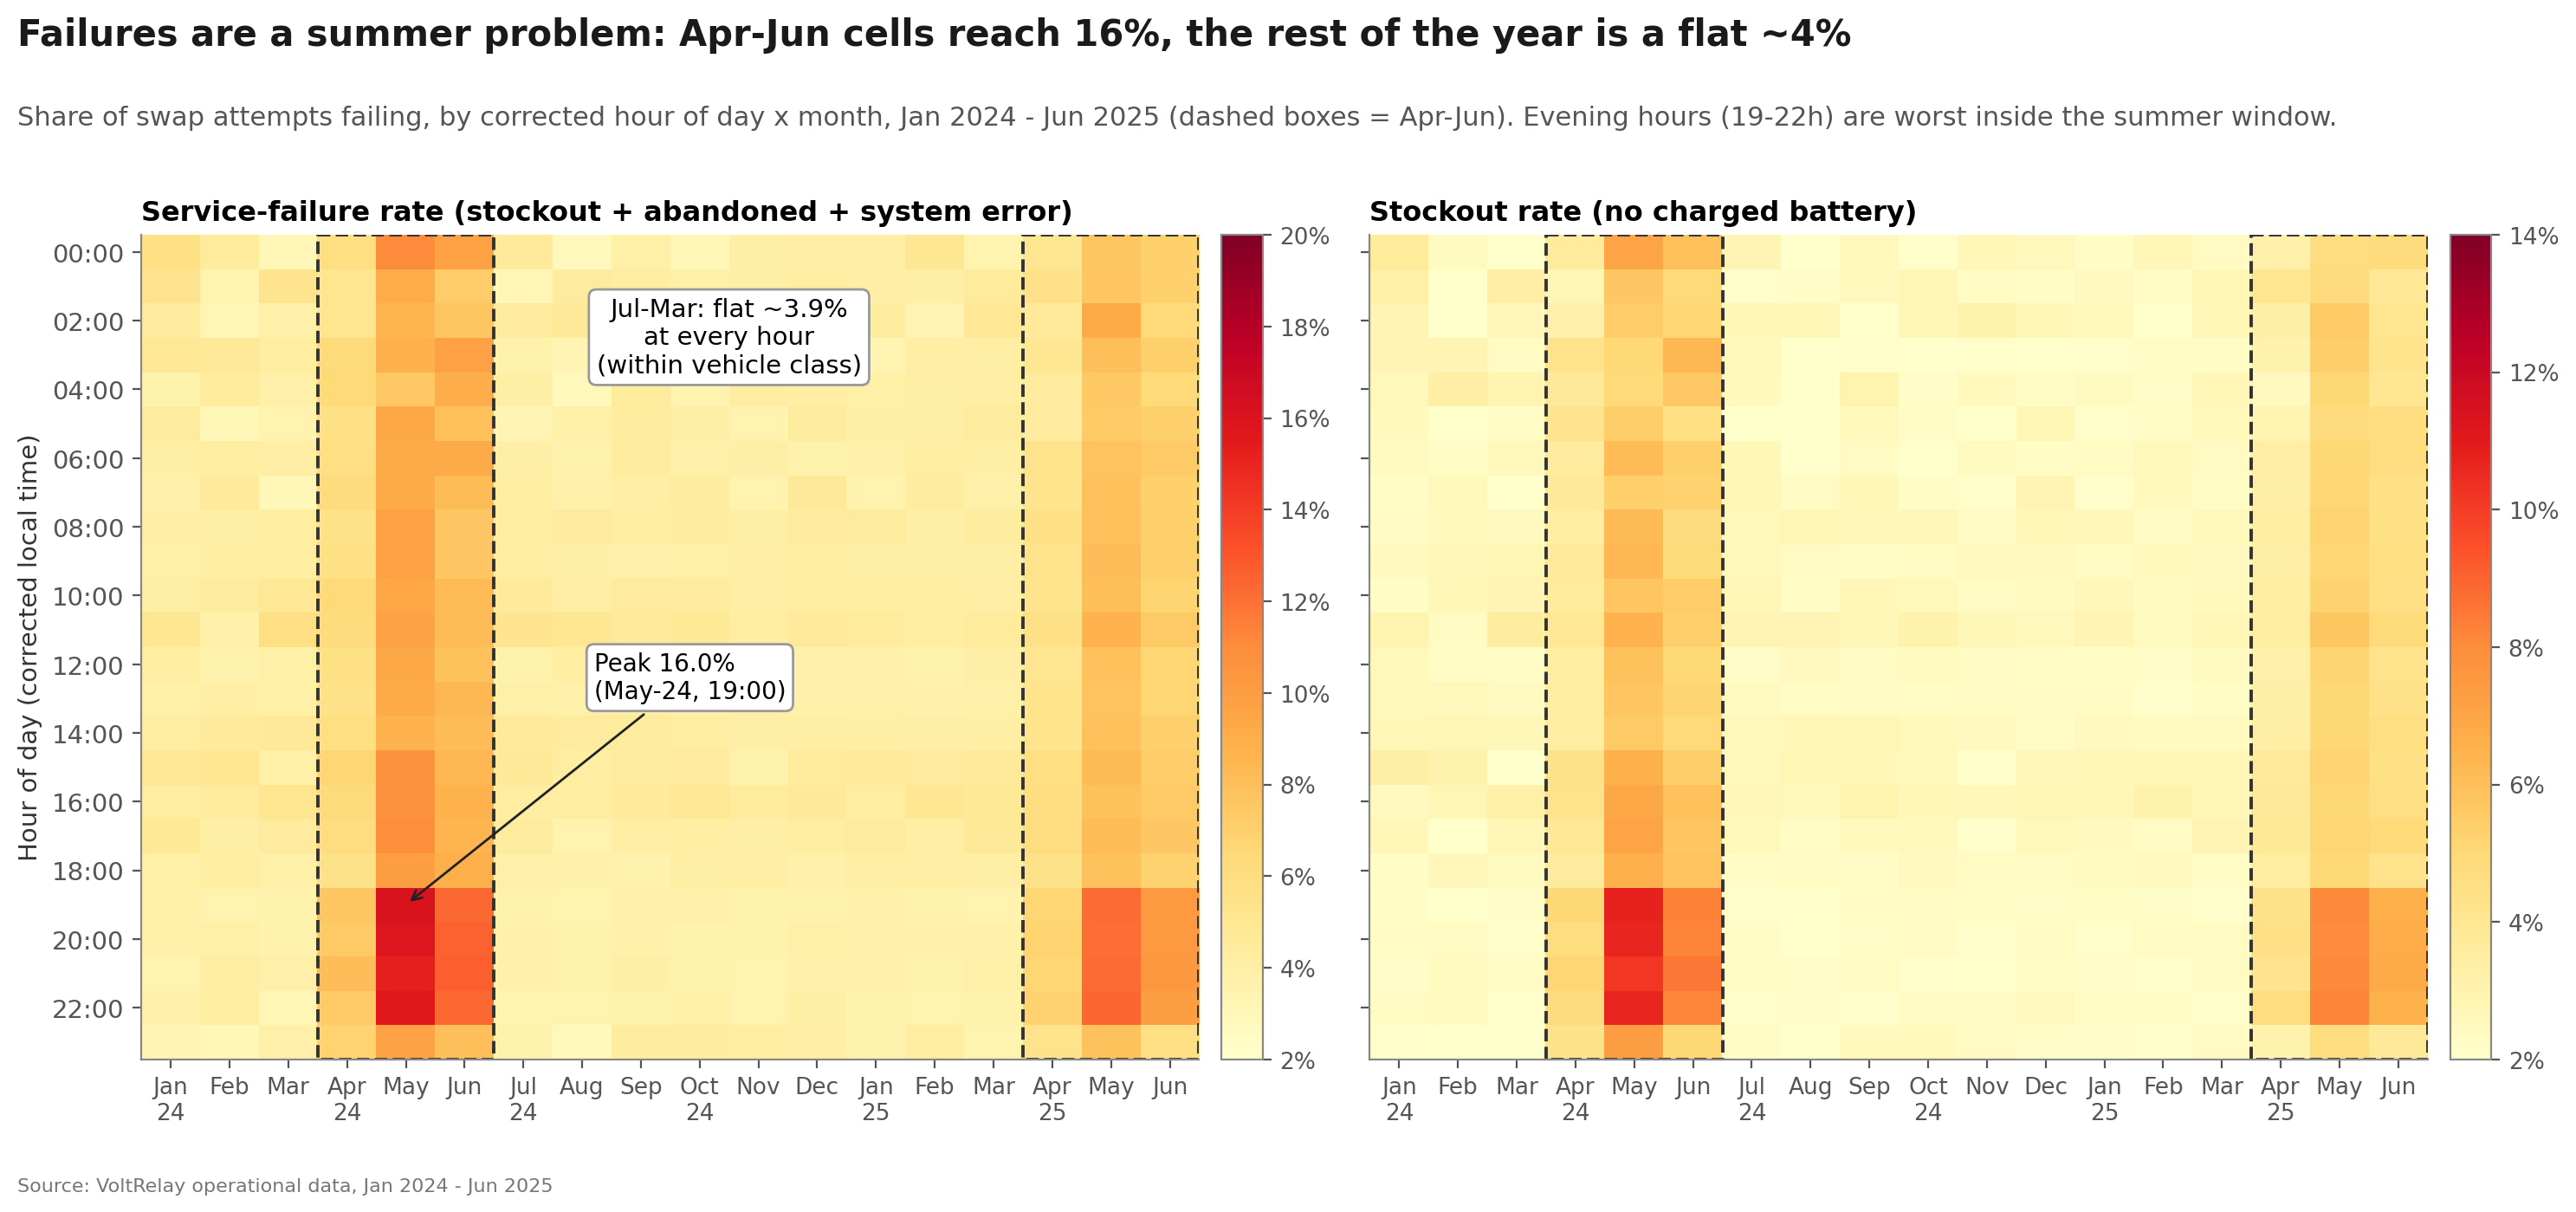 Failures are a summer problem: Apr-Jun cells reach 16%, the rest of the year is a flat ~4%
Share of swap attempts failing, by corrected hour of day x month, Jan 2024 - Jun 2025 (dashed boxes = Apr-Jun). Evening hours (19-22h) are worst inside the summer window.
Service-failure rate (stockout + abandoned + system error)
Hour of day (corrected local time)
00:00
02:00
04:00
06:00
08:00
10:00
12:00
14:00
16:00
18:00
20:00
22:00
Jul-Mar: flat ~3.9%
at every hour
(within vehicle class)
Peak 16.0%
(May-24, 19:00)
Jan Feb Mar Apr May Jun Jul Aug Sep Oct Nov Dec Jan Feb Mar Apr May Jun
24 24 24 24 25 25
20%
18%
16%
14%
12%
10%
8%
6%
4%
2%
Stockout rate (no charged battery)
Jan Feb Mar Apr May Jun Jul Aug Sep Oct Nov Dec Jan Feb Mar Apr May Jun
24 24 24 24 25 25
14%
12%
10%
8%
6%
4%
2%
Source: VoltRelay operational data, Jan 2024 - Jun 2025